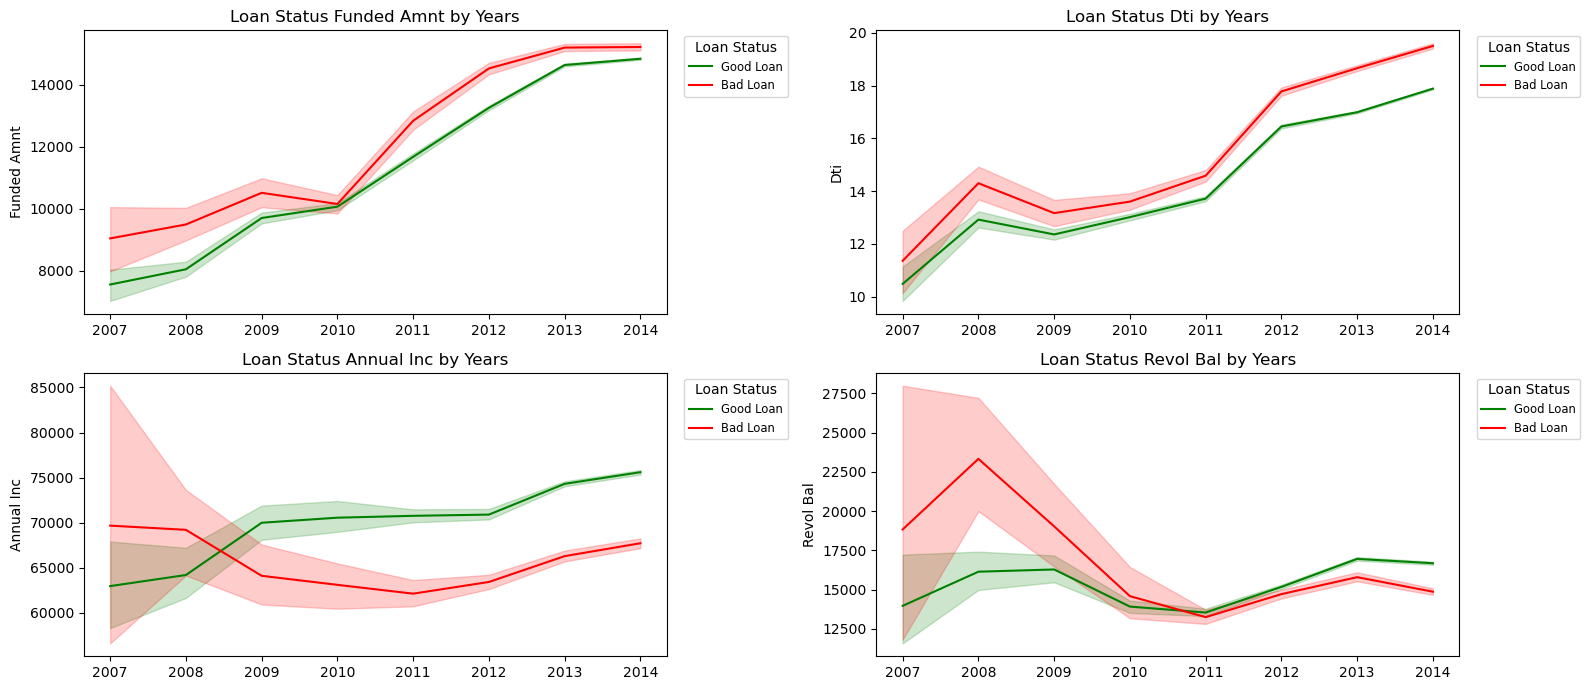 Loan Status Funded Amnt by Years
Funded Amnt
14000
12000
10000
8000
2007 2008 2009 2010 2011 2012 2013 2014
Loan Status
Good Loan
Bad Loan
Loan Status Dti by Years
Dti
20
18
16
14
12
10
2007 2008 2009 2010 2011 2012 2013 2014
Loan Status
Good Loan
Bad Loan
Loan Status Annual Inc by Years
Annual Inc
85000
80000
75000
70000
65000
60000
2007 2008 2009 2010 2011 2012 2013 2014
Loan Status
Good Loan
Bad Loan
Loan Status Revol Bal by Years
Revol Bal
27500
25000
22500
20000
17500
15000
12500
2007 2008 2009 2010 2011 2012 2013 2014
Loan Status
Good Loan
Bad Loan